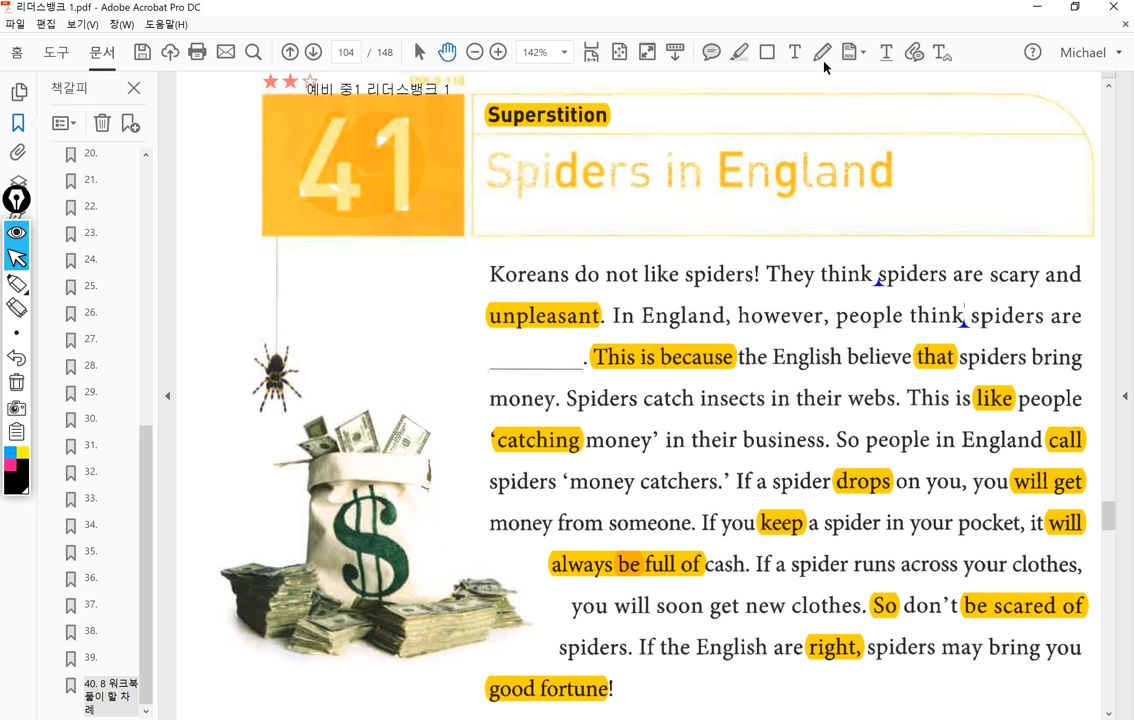 리더스뱅크 1.pdf - Adobe Acrobat Pro DC
파일 편집 보기(V) 창(W) 도움말(H)
홈 도구 문서 104 / 148 142% Michael
책갈피
20.
21.
22.
23.
24.
25.
26.
27.
28.
29.
30.
31.
32.
33.
34.
35.
36.
37.
38.
39.
40. 8 워크북
풀이 할 차
례
예비 중1 리더스뱅크 1
41
Superstition
Spiders in England
Koreans do not like spiders! They think spiders are scary and
unpleasant. In England, however, people think spiders are
__________. This is because the English believe that spiders bring
money. Spiders catch insects in their webs. This is like people
‘catching money’ in their business. So people in England call
spiders ‘money catchers.’ If a spider drops on you, you will get
money from someone. If you keep a spider in your pocket, it will
always be full of cash. If a spider runs across your clothes,
you will soon get new clothes. So don’t be scared of
spiders. If the English are right, spiders may bring you
good fortune!
$